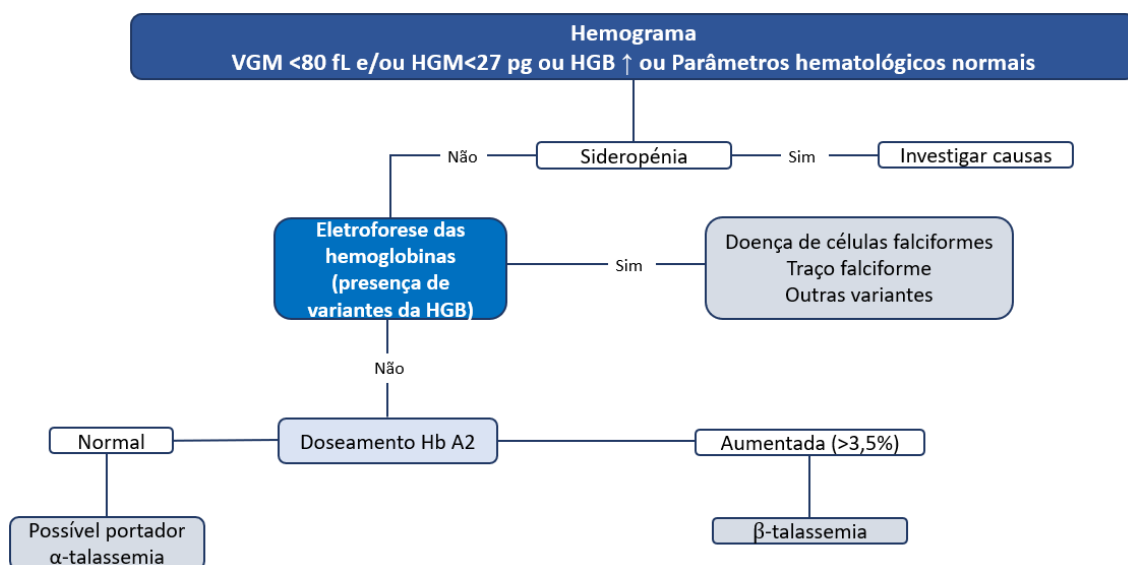 Hemograma
VGM <80 fL e/ou HGM<27 pg ou HGB ↑ ou Parâmetros hematológicos normais
Não
Sideropénia
Sim
Investigar causas
Eletroforese das
hemoglobinas
(presença de
variantes da HGB)
Sim
Doença de células falciformes
Traço falciforme
Outras variantes
Não
Normal
Doseamento Hb A2
Aumentada (>3,5%)
Possível portador
α-talassemia
β-talassemia